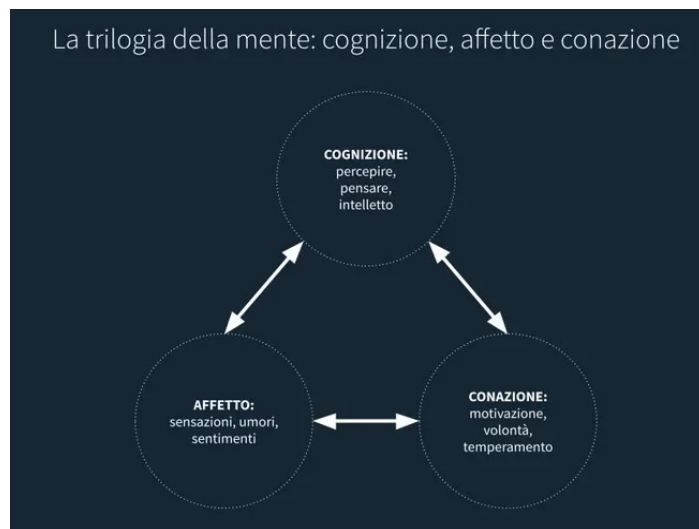 La trilogia della mente: cognizione, affetto e conazione
COGNIZIONE:
percepire,
pensare,
intelletto
AFFETTO:
sensazioni, umori,
sentimenti
CONAZIONE:
motivazione,
volontà,
temperamento